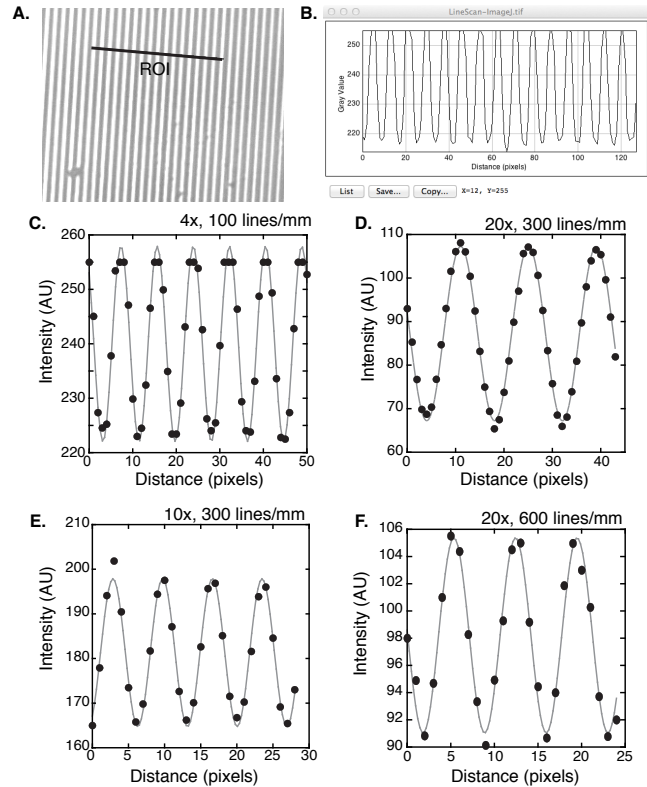 A.
ROI
B.
LineScan-ImageJ.tif
Gray Value
250
240
230
220
0 20 40 60 80 100 120
Distance (pixels)
List Save... Copy... X=12, Y=255
C.
4x, 100 lines/mm
Intensity (AU)
260
250
240
230
220
0 10 20 30 40 50
Distance (pixels)
D.
20x, 300 lines/mm
Intensity (AU)
110
100
90
80
70
60
0 10 20 30 40
Distance (pixels)
E.
10x, 300 lines/mm
Intensity (AU)
210
200
190
180
170
160
0 5 10 15 20 25 30
Distance (pixels)
F.
20x, 600 lines/mm
Intensity (AU)
106
104
102
100
98
96
94
92
90
0 5 10 15 20 25
Distance (pixels)